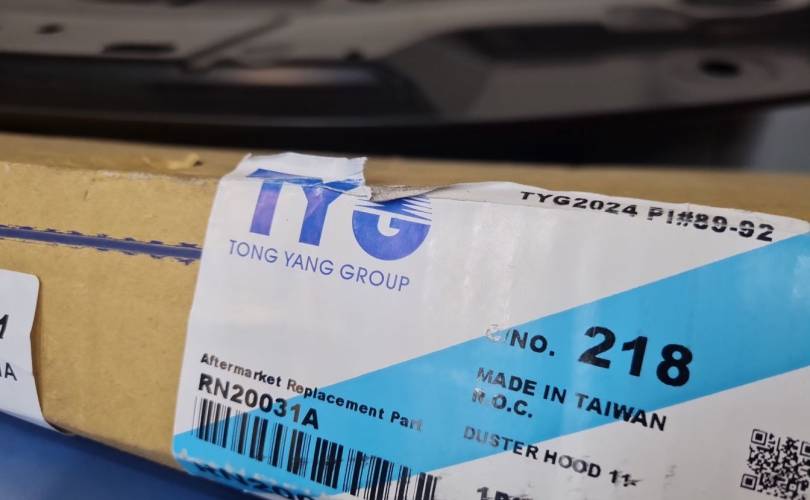 TYG
TONG YANG GROUP
TYG2024 PI#89-92
C/NO. 218
MADE IN TAIWAN
R.O.C.
Aftermarket Replacement Part
RN20031A
DUSTER HOOD 11-